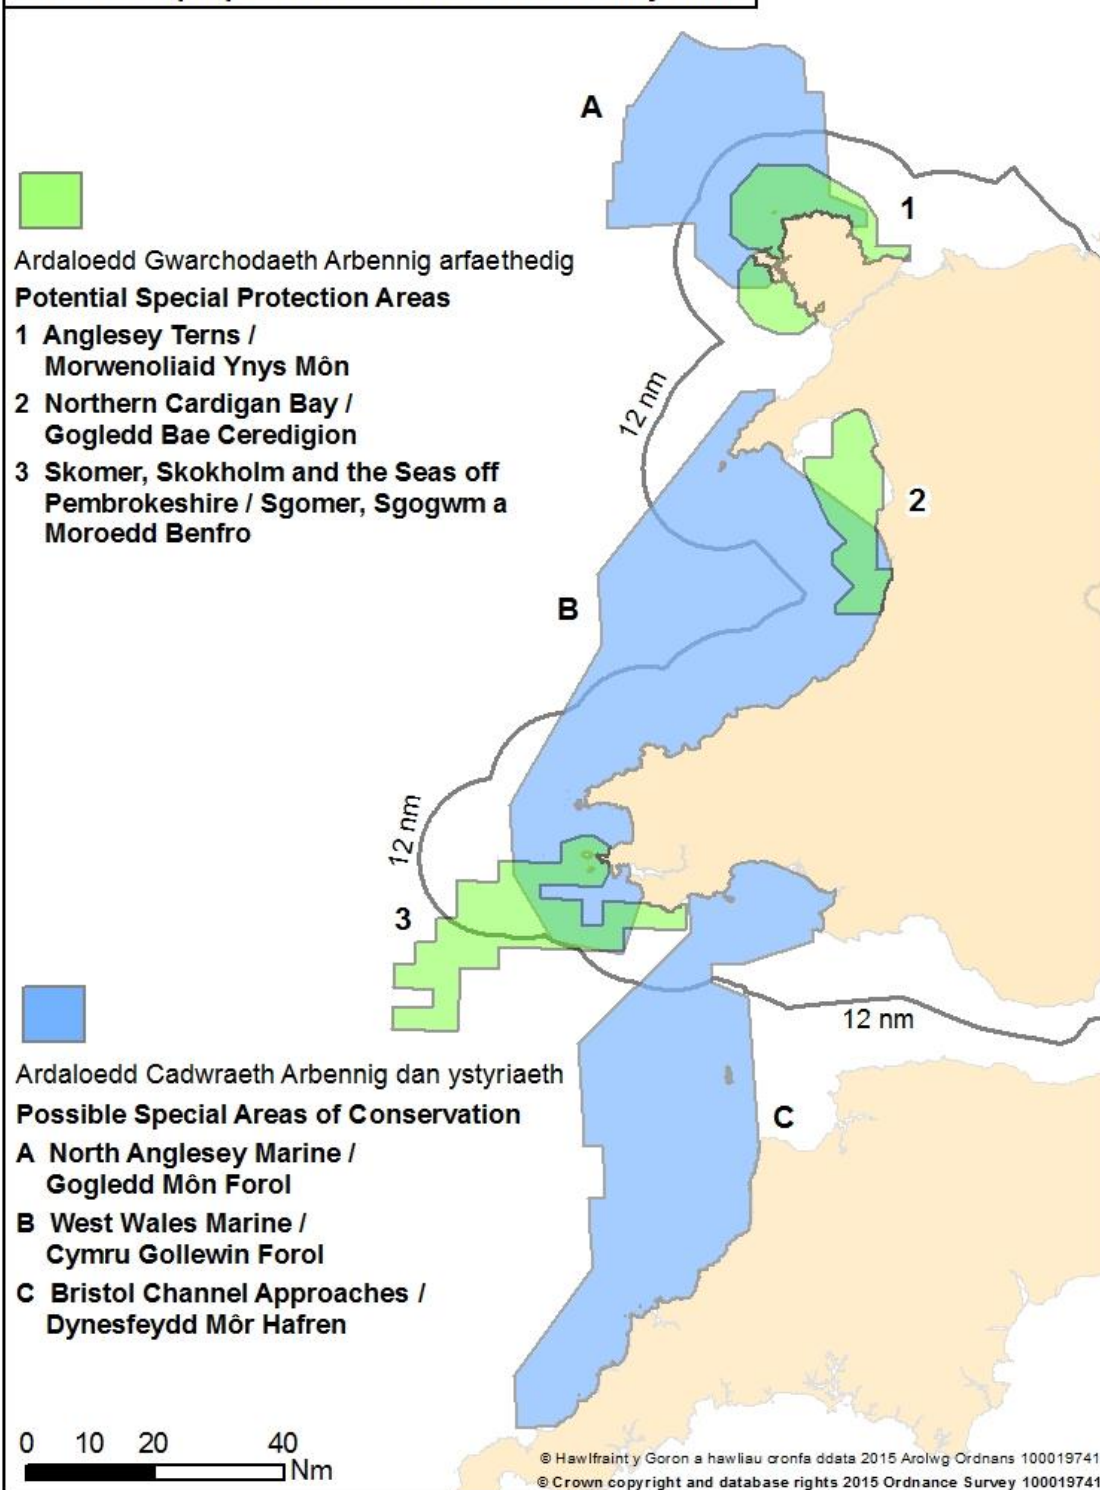 Ardaloedd Gwarchodaeth Arbennig arfaethedig
Potential Special Protection Areas
1 Anglesey Terns /
Morwenoliaid Ynys Môn
2 Northern Cardigan Bay /
Gogledd Bae Ceredigion
3 Skomer, Skokholm and the Seas off
Pembrokeshire / Sgomer, Sgogwm a
Moroedd Benfro
Ardaloedd Cadwraeth Arbennig dan ystyriaeth
Possible Special Areas of Conservation
A North Anglesey Marine /
Gogledd Môn Forol
B West Wales Marine /
Cymru Gollewin Forol
C Bristol Channel Approaches /
Dynesfeydd Môr Hafren
0 10 20 40
Nm
A
1
12 nm
2
B
12 nm
3
12 nm
C
© Hawlfraint y Goron a hawliau cronfa ddata 2015 Arolwg Ordnans 100019741
© Crown copyright and database rights 2015 Ordnance Survey 100019741